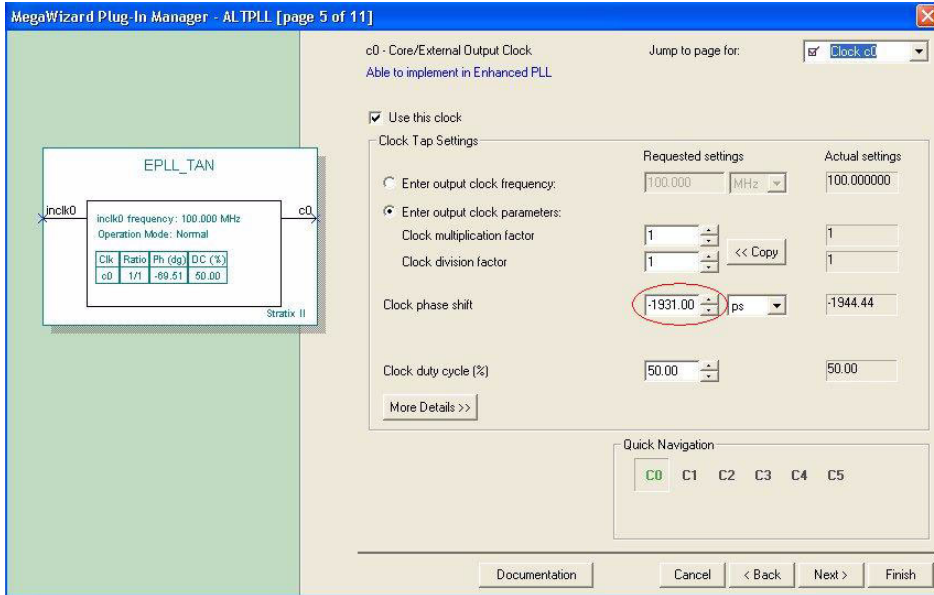 MegaWizard Plug-In Manager - ALTPLL [page 5 of 11]
c0 - Core/External Output Clock
Able to implement in Enhanced PLL
Jump to page for:
Clock c0
Use this clock
Clock Tap Settings
Requested settings
Actual settings
Enter output clock frequency:
100.000
MHz
100.000000
Enter output clock parameters:
Clock multiplication factor
1
1
Clock division factor
1
<< Copy
1
Clock phase shift
-1931.00
ps
-1944.44
Clock duty cycle (%)
50.00
50.00
More Details >>
EPLL_TAN
inclk0
c0
inclk0 frequency: 100.000 MHz
Operation Mode: Normal
Clk Ratio Ph (dg) DC (%)
c0 1/1 -69.51 50.00
Stratix II
Quick Navigation
C0 C1 C2 C3 C4 C5
Documentation
Cancel
< Back
Next >
Finish